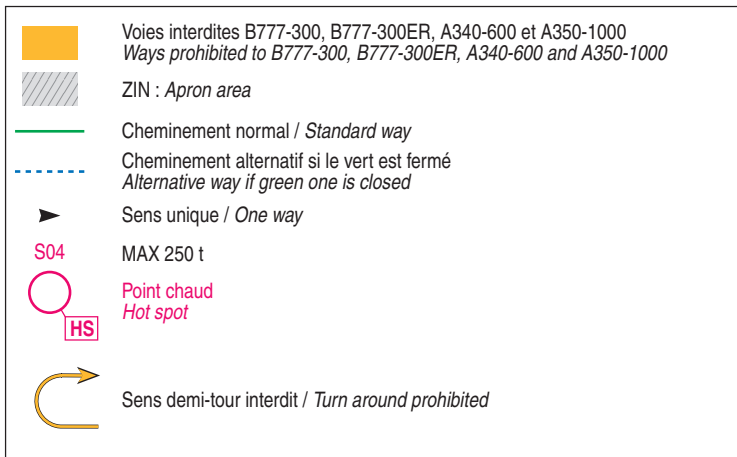 Voies interdites B777-300, B777-300ER, A340-600 et A350-1000
Ways prohibited to B777-300, B777-300ER, A340-600 and A350-1000
ZIN : Apron area
Cheminement normal / Standard way
Cheminement alternatif si le vert est fermé
Alternative way if green one is closed
Sens unique / One way
S04 MAX 250 t
Point chaud
Hot spot
HS
Sens demi-tour interdit / Turn around prohibited